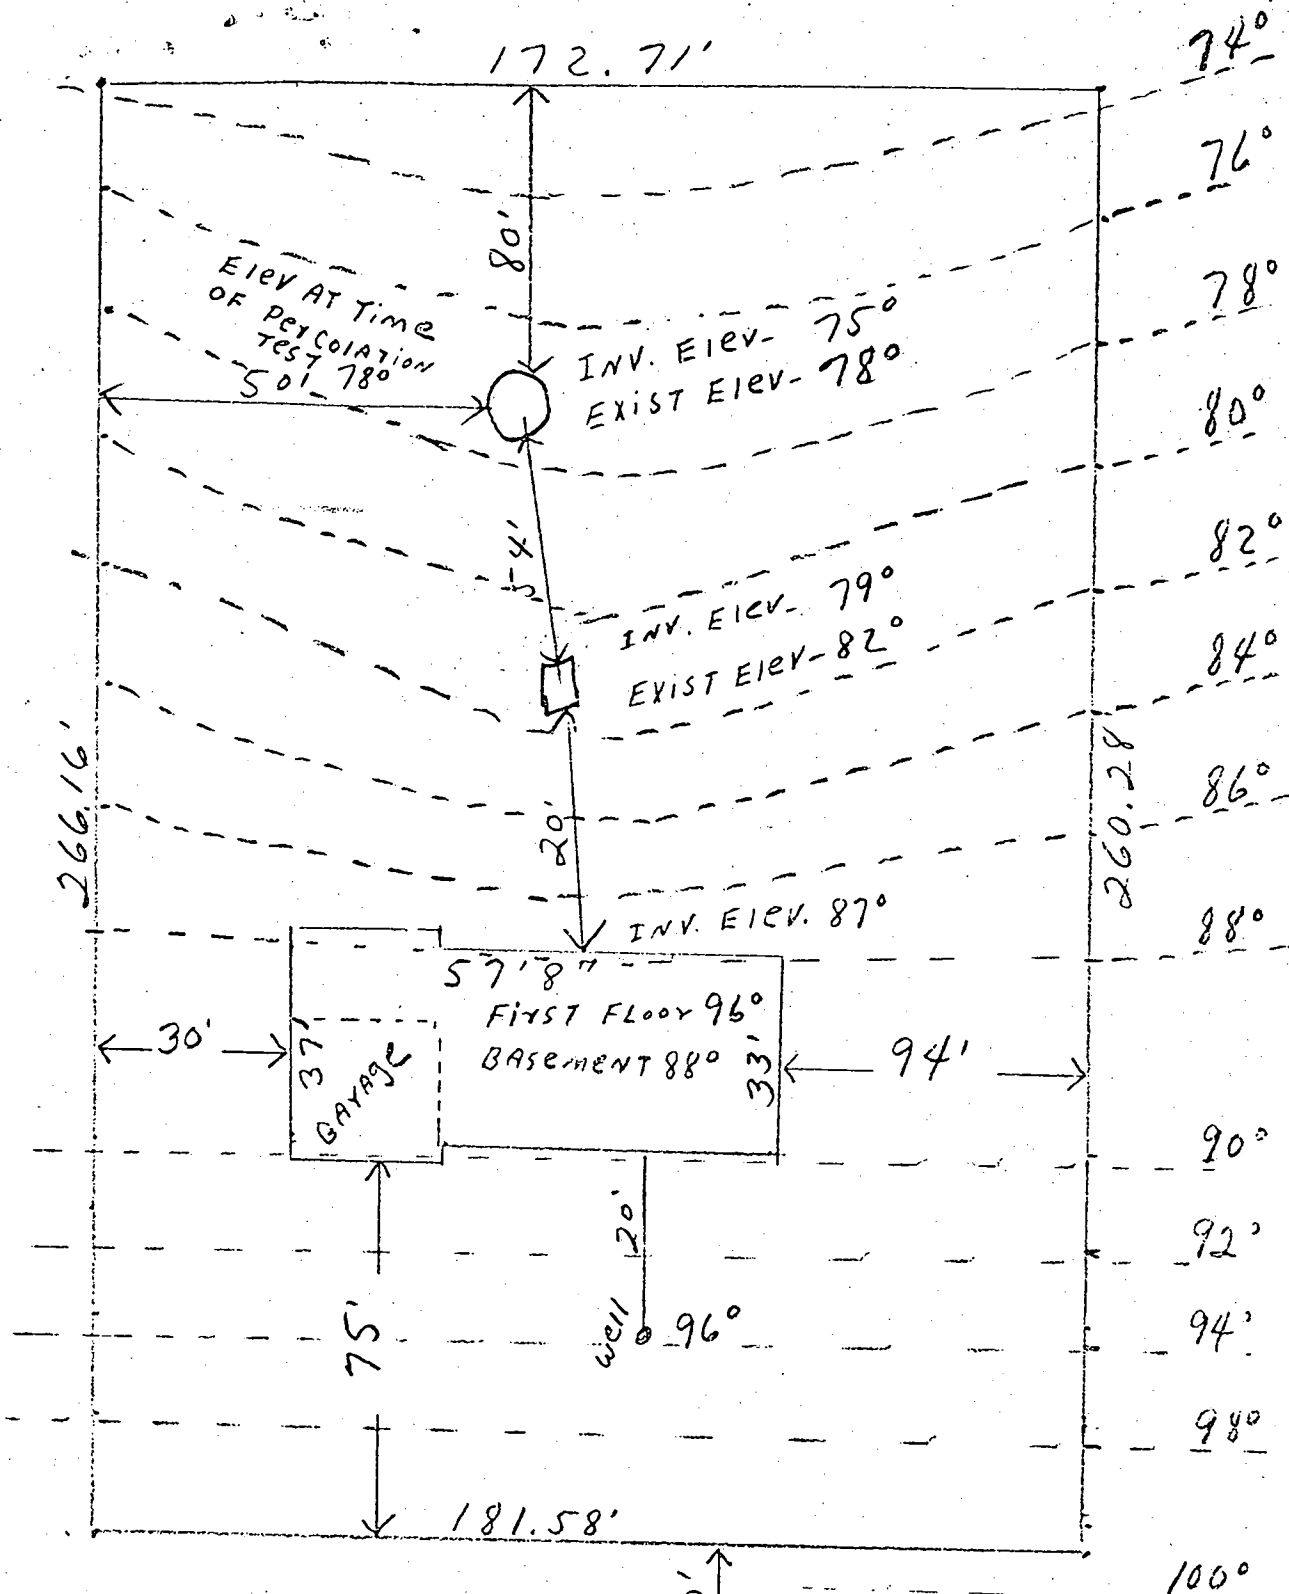 172.71'
74°
76°
80'
Elev AT Time
OF PerCOlATION
TEST
78°
50'
INV. Elev- 75°
EXIST Elev- 78°
78°
80°
54'
82°
INV. Elev- 79°
EXIST Elev- 82°
84°
266.16'
260.28'
86°
20'
INV. Elev. 87°
88°
57'8"
FirST FLoor 96°
BASemeNT 88°
30'
37'
GArAge
33'
94'
90°
20'
92°
75'
well
96°
94°
98°
181.58'
100°